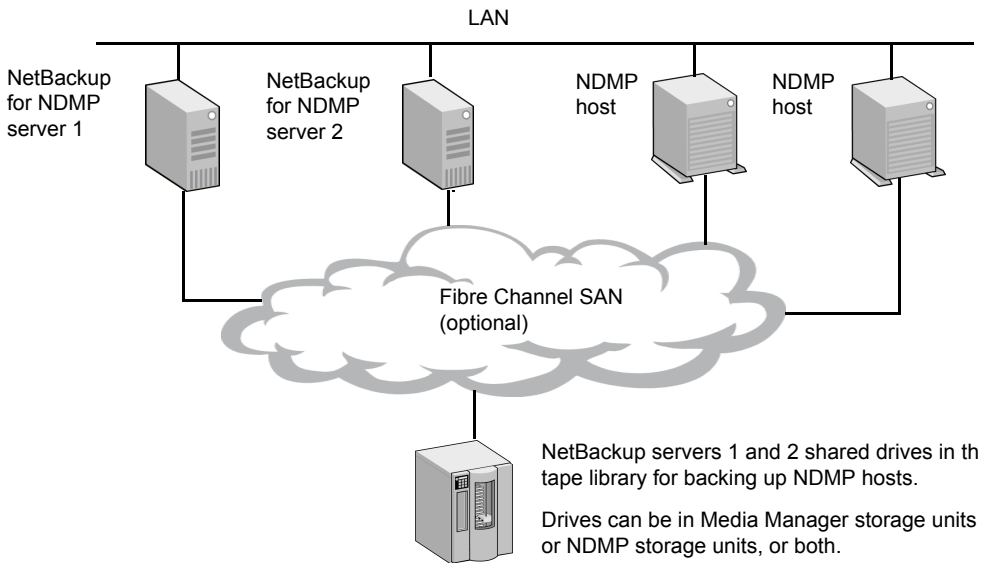 LAN
NetBackup
for NDMP
server 1
NetBackup
for NDMP
server 2
NDMP
host
NDMP
host
Fibre Channel SAN
(optional)
NetBackup servers 1 and 2 shared drives in th
tape library for backing up NDMP hosts.
Drives can be in Media Manager storage units
or NDMP storage units, or both.